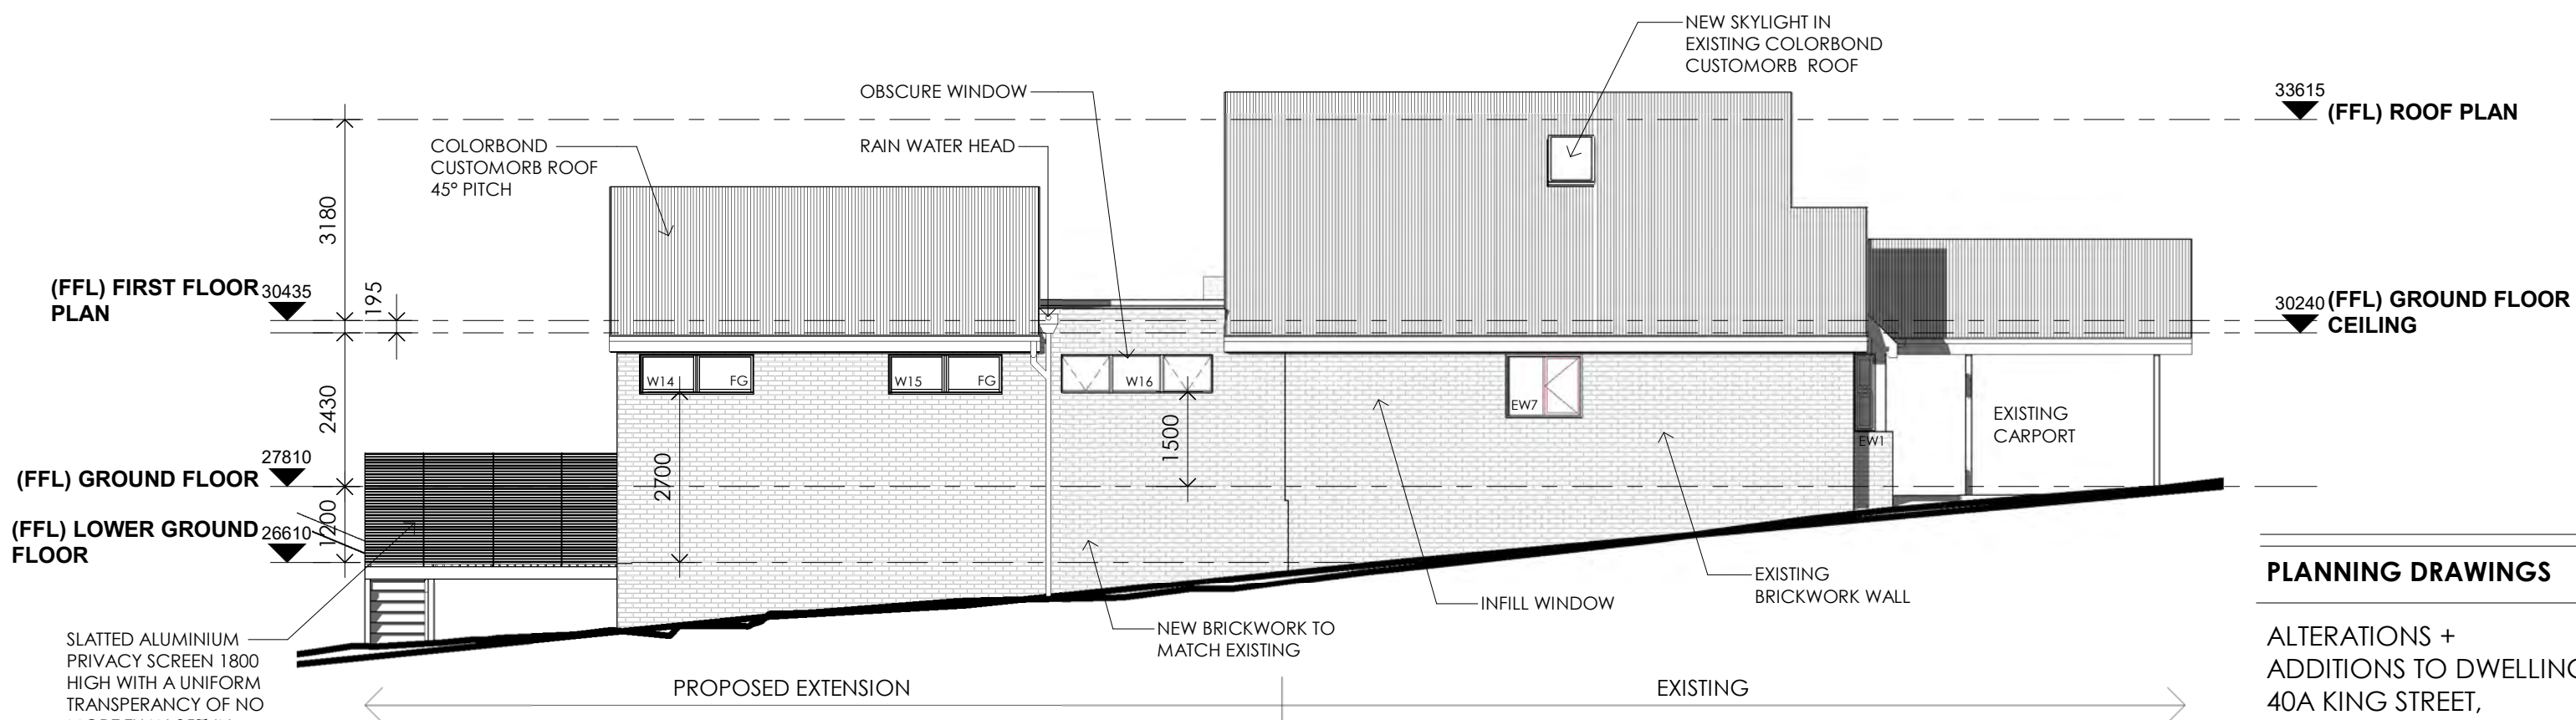 NEW SKYLIGHT IN
EXISTING COLORBOND
CUSTOMORB ROOF
OBSCURE WINDOW
RAIN WATER HEAD
COLORBOND
CUSTOMORB ROOF
45° PITCH
33615
(FFL) ROOF PLAN
3180
(FFL) FIRST FLOOR
PLAN
30435
195
30240
(FFL) GROUND FLOOR
CEILING
W14
FG
W15
FG
W16
EW7
EW1
EXISTING
CARPORT
2430
1500
2700
27810
(FFL) GROUND FLOOR
1200
(FFL) LOWER GROUND
FLOOR
26610
EXISTING
BRICKWORK WALL
INFILL WINDOW
NEW BRICKWORK TO
MATCH EXISTING
SLATTED ALUMINIUM
PRIVACY SCREEN 1800
HIGH WITH A UNIFORM
TRANSPERANCY OF NO
PROPOSED EXTENSION
EXISTING
PLANNING DRAWINGS
ALTERATIONS +
ADDITIONS TO DWELLING
40A KING STREET,